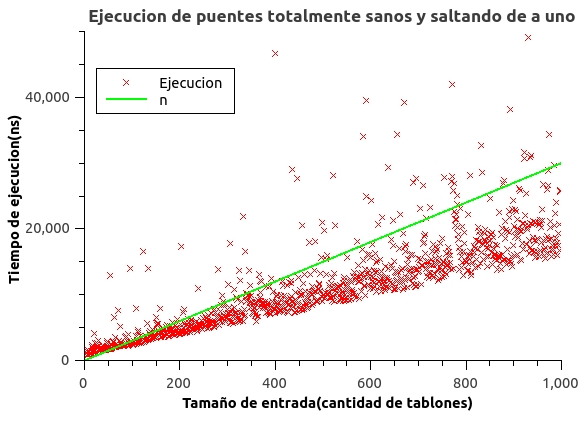 Ejecucion de puentes totalmente sanos y saltando de a uno
Ejecucion
n
40,000
20,000
0
Tiempo de ejecucion(ns)
0 200 400 600 800 1,000
Tamaño de entrada(cantidad de tablones)